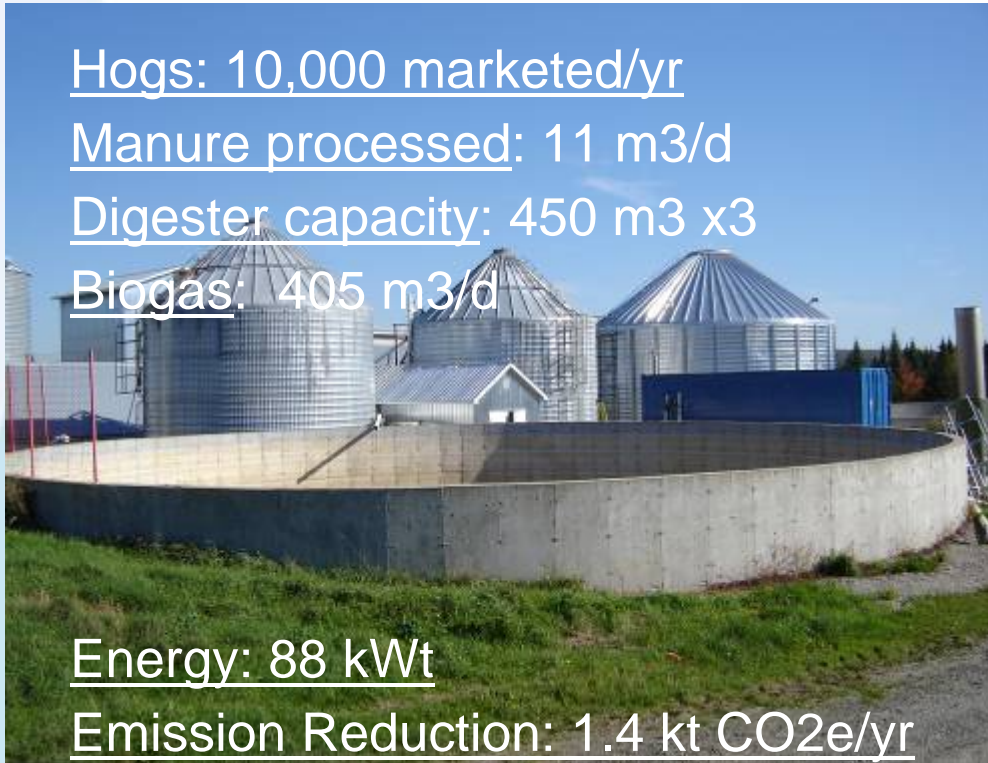 Hogs: 10,000 marketed/yr
Manure processed: 11 m3/d
Digester capacity: 450 m3 x3
Biogas:  405 m3/d
Energy: 88 kWt
Emission Reduction: 1.4 kt CO2e/yr